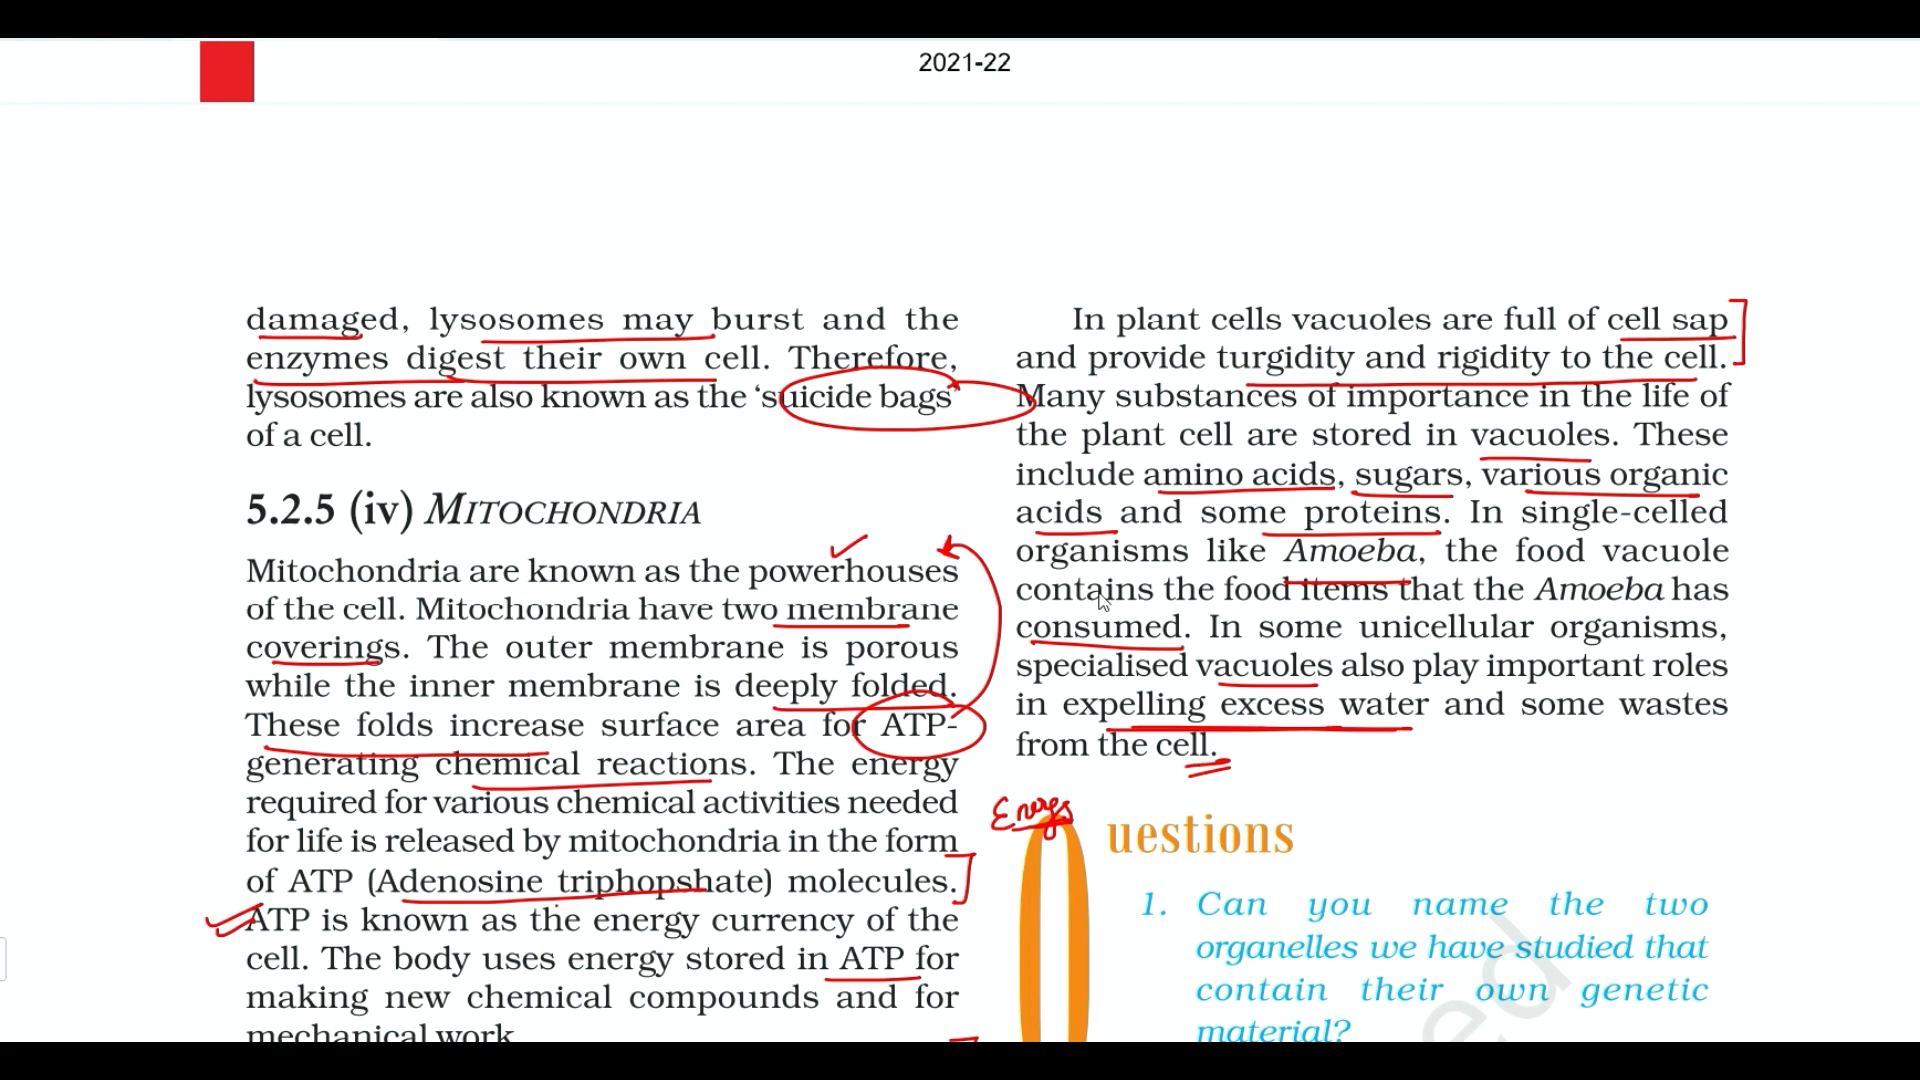 2021-22
damaged, lysosomes may burst and the
enzymes digest their own cell. Therefore,
lysosomes are also known as the ‘suicide bags’
of a cell.
5.2.5 (iv) MITOCHONDRIA
Mitochondria are known as the powerhouses
of the cell. Mitochondria have two membrane
coverings. The outer membrane is porous
while the inner membrane is deeply folded.
These folds increase surface area for ATP-
generating chemical reactions. The energy
required for various chemical activities needed
for life is released by mitochondria in the form
of ATP (Adenosine triphopshate) molecules.
ATP is known as the energy currency of the
cell. The body uses energy stored in ATP for
making new chemical compounds and for
mechanical work.
In plant cells vacuoles are full of cell sap
and provide turgidity and rigidity to the cell.
Many substances of importance in the life of
the plant cell are stored in vacuoles. These
include amino acids, sugars, various organic
acids and some proteins. In single-celled
organisms like Amoeba, the food vacuole
contains the food items that the Amoeba has
consumed. In some unicellular organisms,
specialised vacuoles also play important roles
in expelling excess water and some wastes
from the cell.
Energy
Questions
1. Can you name the two
organelles we have studied that
contain their own genetic
material?